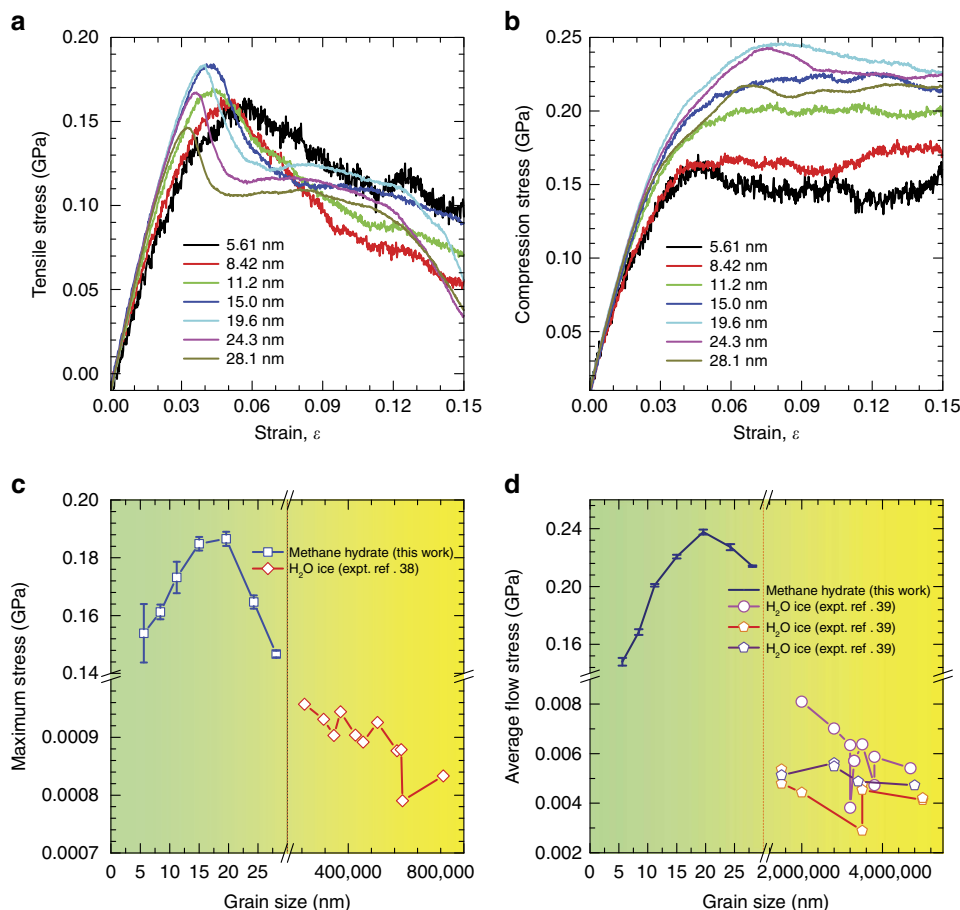 a
Tensile stress (GPa)
0.20
0.15
0.10
0.05
0.00
5.61 nm
8.42 nm
11.2 nm
15.0 nm
19.6 nm
24.3 nm
28.1 nm
0.00 0.03 0.06 0.09 0.12 0.15
Strain, ε
b
Compression stress (GPa)
0.25
0.20
0.15
0.10
0.05
5.61 nm
8.42 nm
11.2 nm
15.0 nm
19.6 nm
24.3 nm
28.1 nm
0.00 0.03 0.06 0.09 0.12 0.15
Strain, ε
c
Maximum stress (GPa)
0.20
0.18
0.16
0.14
0.0009
0.0008
0.0007
Methane hydrate (this work)
H₂O ice (expt. ref . 38)
0 5 10 15 20 25 400,000 800,000
Grain size (nm)
d
Average flow stress (GPa)
0.24
0.20
0.16
0.008
0.006
0.004
0.002
Methane hydrate (this work)
H₂O ice (expt. ref . 39)
H₂O ice (expt. ref . 39)
H₂O ice (expt. ref . 39)
0 5 10 15 20 25 2,000,000 4,000,000
Grain size (nm)